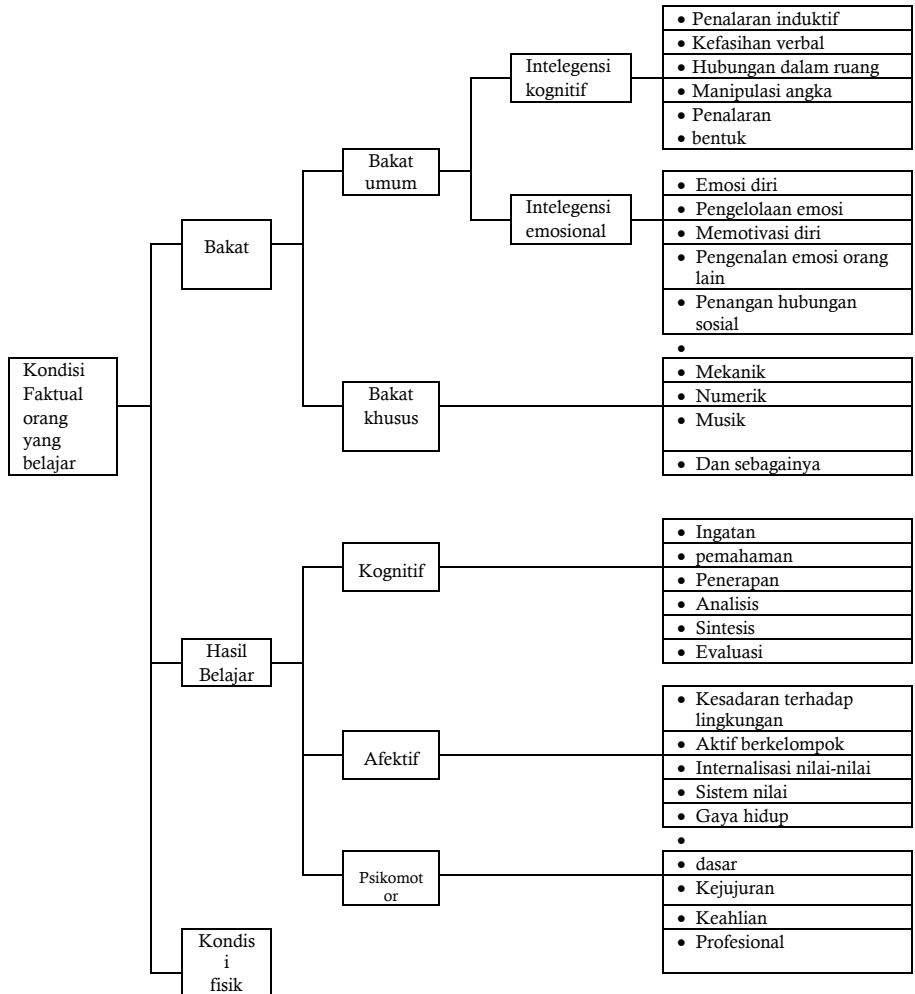 • Penalaran induktif
• Kefasihan verbal
• Hubungan dalam ruang
• Manipulasi angka
• Penalaran
• bentuk
Intelegensi
kognitif
Bakat
umum
• Emosi diri
• Pengelolaan emosi
• Memotivasi diri
• Pengenalan emosi orang
lain
• Penangan hubungan
sosial
•
Intelegensi
emosional
Bakat
Kondisi
Faktual
orang
yang
belajar
Bakat
khusus
• Mekanik
• Numerik
• Musik
• Dan sebagainya
• Ingatan
• pemahaman
• Penerapan
• Analisis
• Sintesis
• Evaluasi
Kognitif
Hasil
Belajar
• Kesadaran terhadap
lingkungan
• Aktif berkelompok
• Internalisasi nilai-nilai
• Sistem nilai
• Gaya hidup
•
Afektif
• dasar
• Kejujuran
• Keahlian
• Profesional
Psikomot
or
Kondis
i
fisik